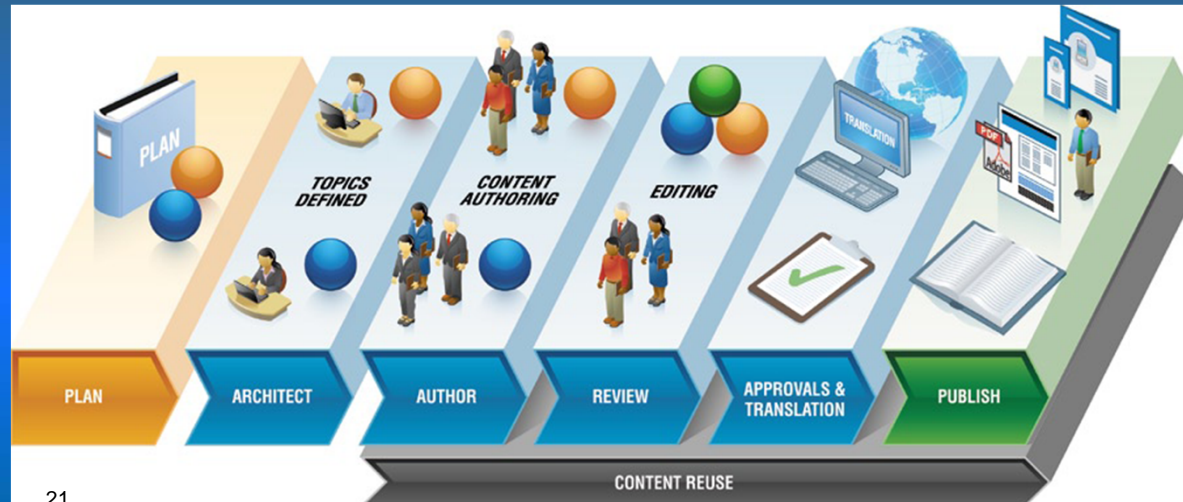 PLAN
TOPICS
DEFINED
CONTENT
AUTHORING
EDITING
TRANSLATION
PDF
Adobe
PLAN
ARCHITECT
AUTHOR
REVIEW
APPROVALS &
TRANSLATION
PUBLISH
CONTENT REUSE
21